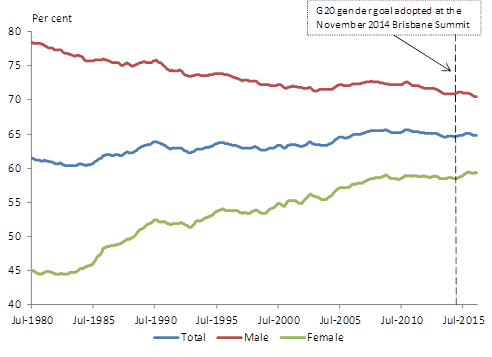 G20 gender goal adopted at the
November 2014 Brisbane Summit
Per cent
80
75
70
65
60
55
50
45
40
Jul-1980 Jul-1985 Jul-1990 Jul-1995 Jul-2000 Jul-2005 Jul-2010 Jul-2015
Total Male Female